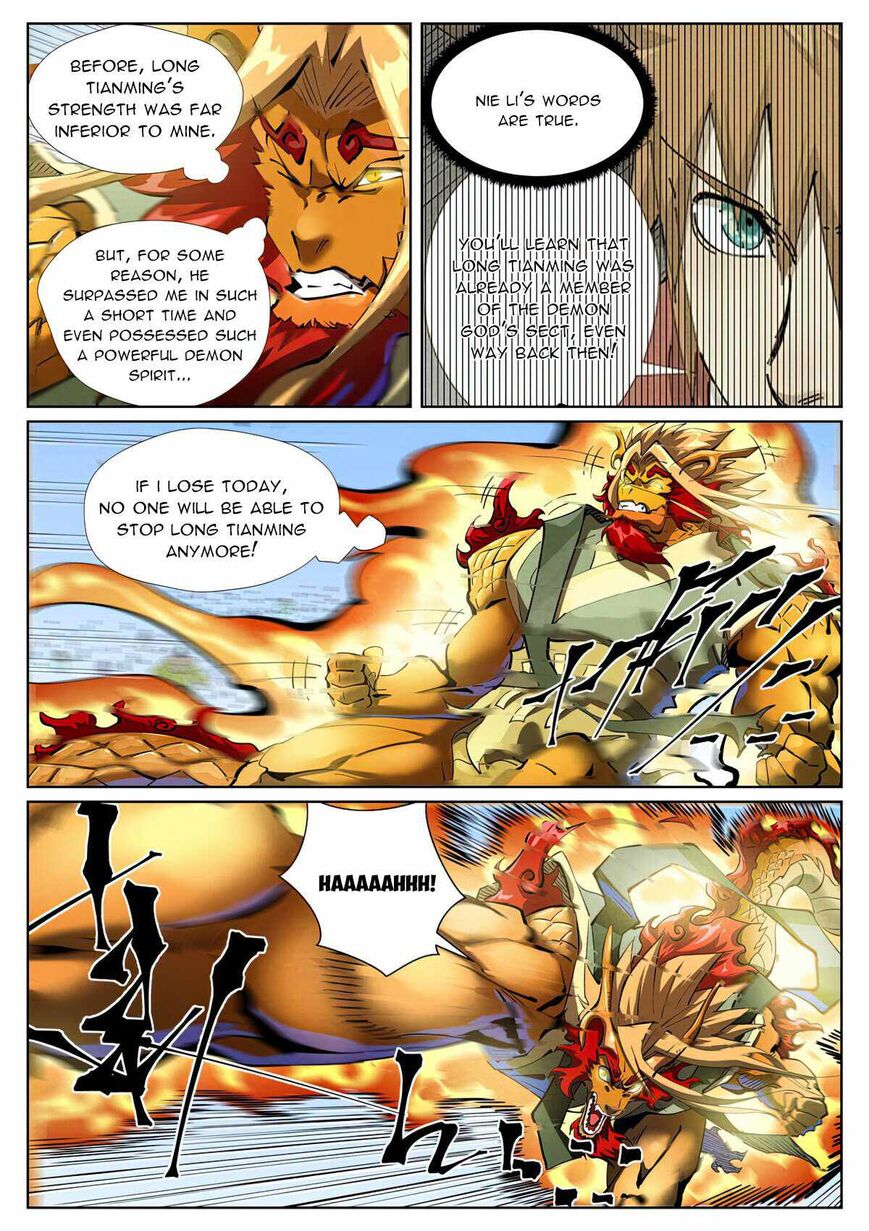 BEFORE, LONG
TIANMING'S
STRENGTH WAS FAR
INFERIOR TO MINE.
BUT, FOR SOME
REASON, HE
SURPASSED ME IN SUCH
A SHORT TIME AND
EVEN POSSESSED SUCH
A POWERFUL DEMON
SPIRIT...
NIE LI'S WORDS
ARE TRUE.
YOU'LL LEARN THAT
LONG TIANMING WAS
ALREADY A MEMBER
OF THE DEMON
GOD'S SECT, EVEN
WAY BACK THEN!
IF I LOSE TODAY,
NO ONE WILL BE ABLE TO
STOP LONG TIANMING
ANYMORE!
HAAAAAHHH!